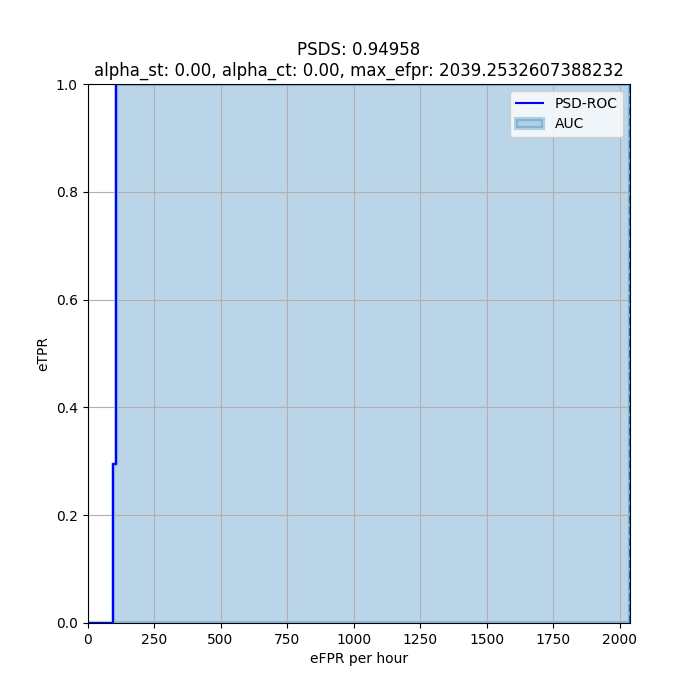 PSDS: 0.94958
alpha_st: 0.00, alpha_ct: 0.00, max_efpr: 2039.2532607388232
PSD-ROC
AUC
1.0
0.8
0.6
0.4
0.2
0.0
eTPR
0 250 500 750 1000 1250 1500 1750 2000
eFPR per hour